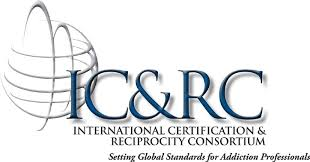 IC&RC
INTERNATIONAL CERTIFICATION &
RECIPROCITY CONSORTIUM
Setting Global Standards for Addiction Professionals